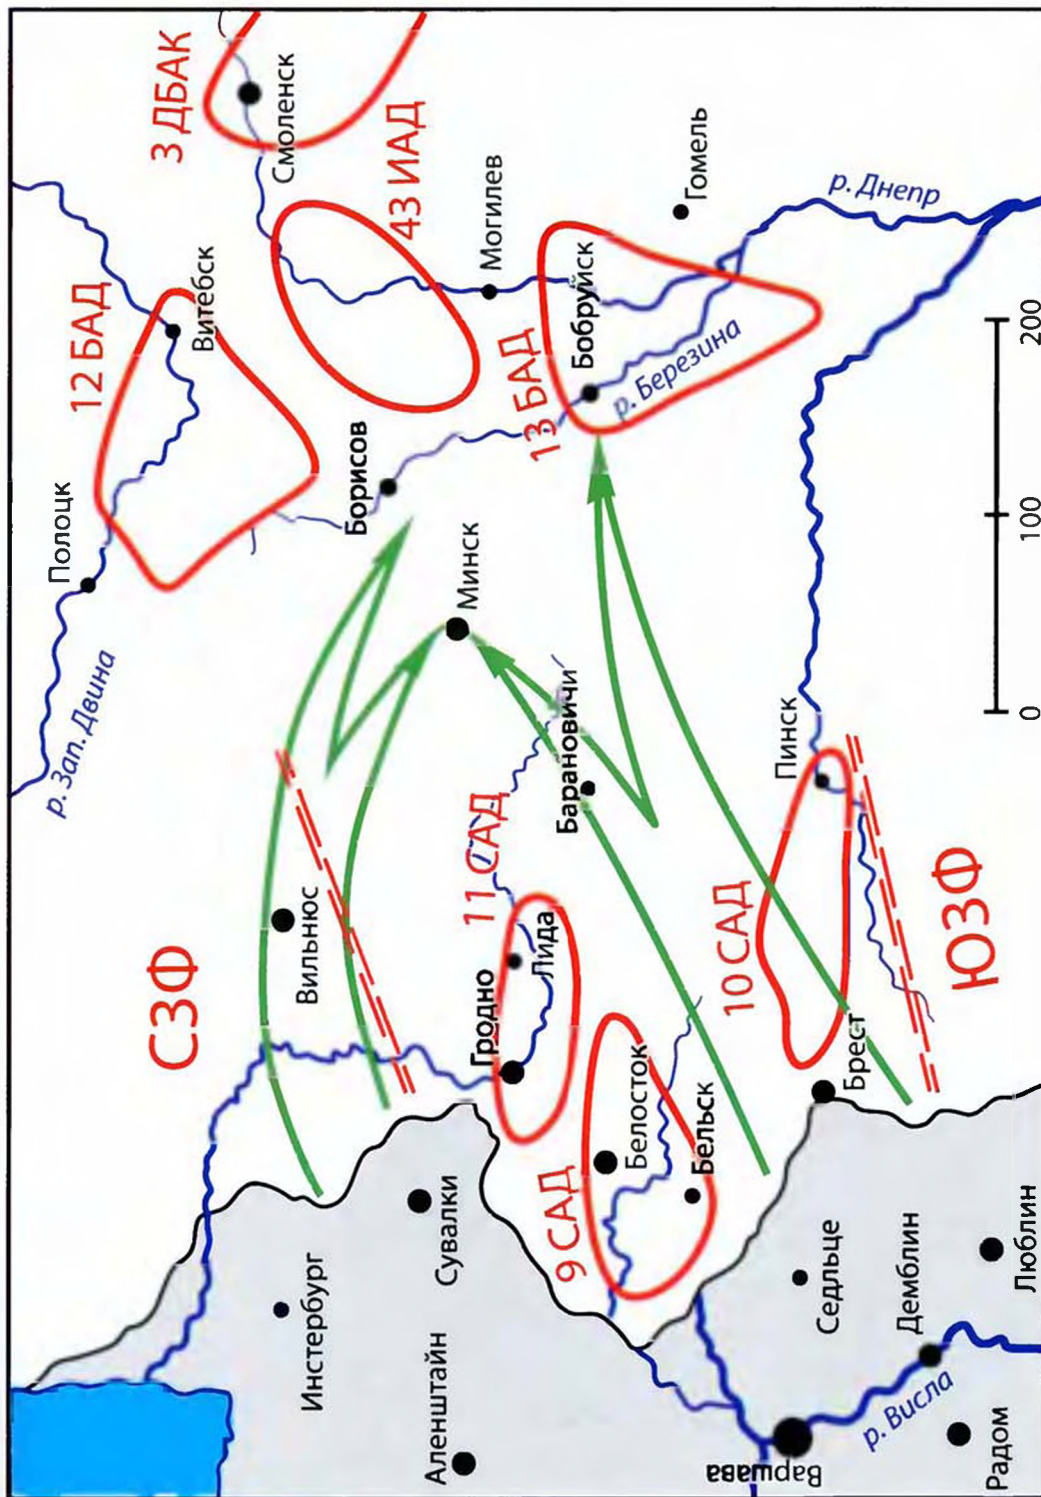 3 ДБАК
Смоленск
43 ИАД
12 БАД
Витебск
Могилев
Гомель
р. Днепр
Полоцк
р. Зап. Двина
Борисов
13 БАД
Бобруйск
р. Березина
Минск
Барановичи
Пинск
0
100
200
СЗФ
Вильнюс
11 САД
Гродно
Лида
10 САД
ЮЗФ
Брест
9 САД
Белосток
Бельск
Инстербург
Сувалки
Аленштайн
Седльце
Демблин
Люблин
Варшава
р. Висла
Радом